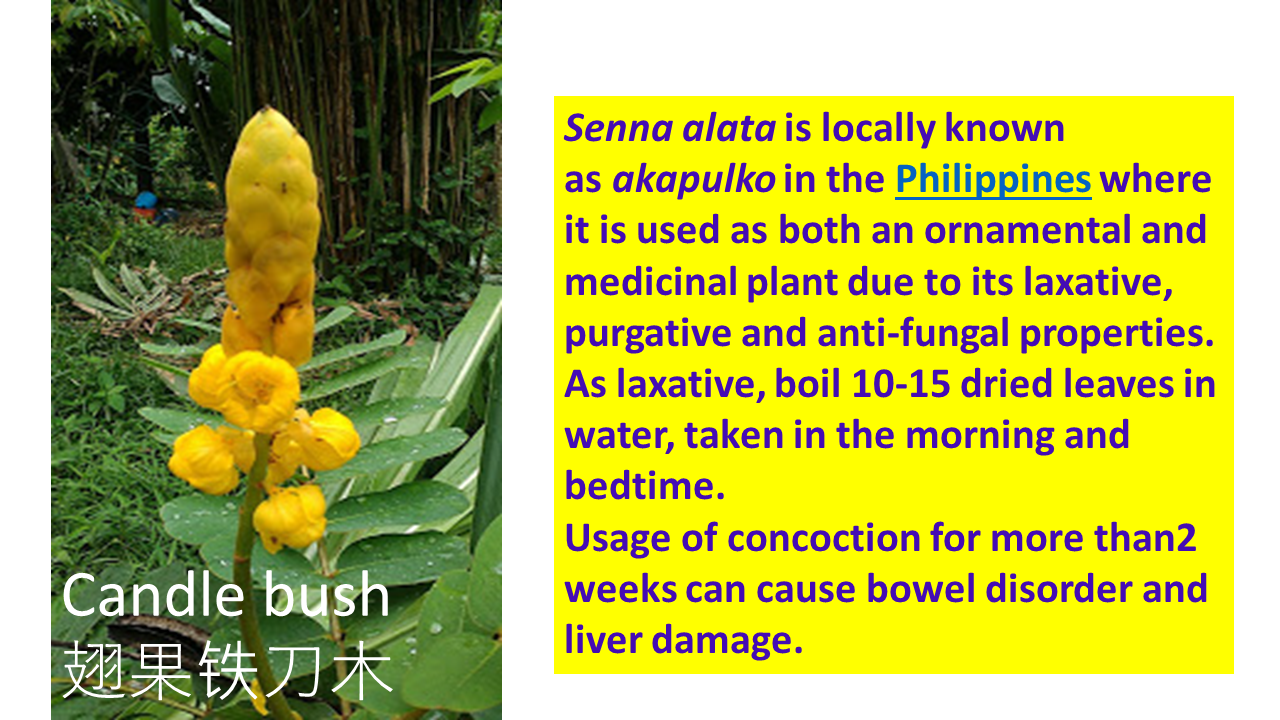 Candle bush
翅果铁刀木
Senna alata is locally known
as akapulko in the Philippines where
it is used as both an ornamental and
medicinal plant due to its laxative,
purgative and anti-fungal properties.
As laxative, boil 10-15 dried leaves in
water, taken in the morning and
bedtime.
Usage of concoction for more than2
weeks can cause bowel disorder and
liver damage.